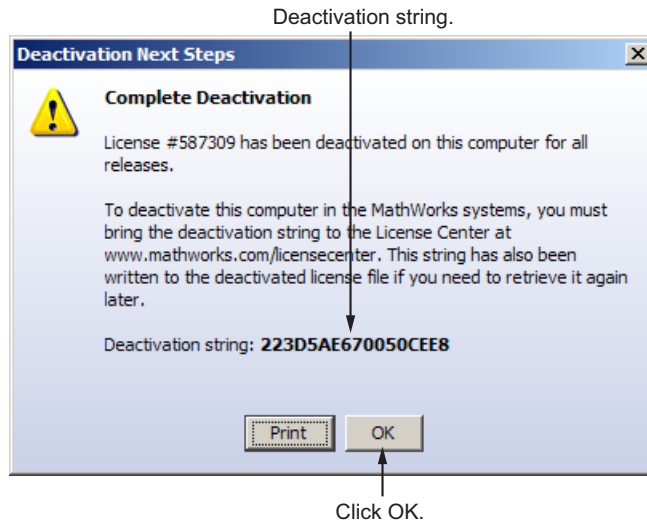 Deactivation string.
Deactivation Next Steps
Complete Deactivation
License #587309 has been deactivated on this computer for all
releases.
To deactivate this computer in the MathWorks systems, you must
bring the deactivation string to the License Center at
www.mathworks.com/licensecenter. This string has also been
written to the deactivated license file if you need to retrieve it again
later.
Deactivation string: 223D5AE670050CEE8
Print OK
Click OK.